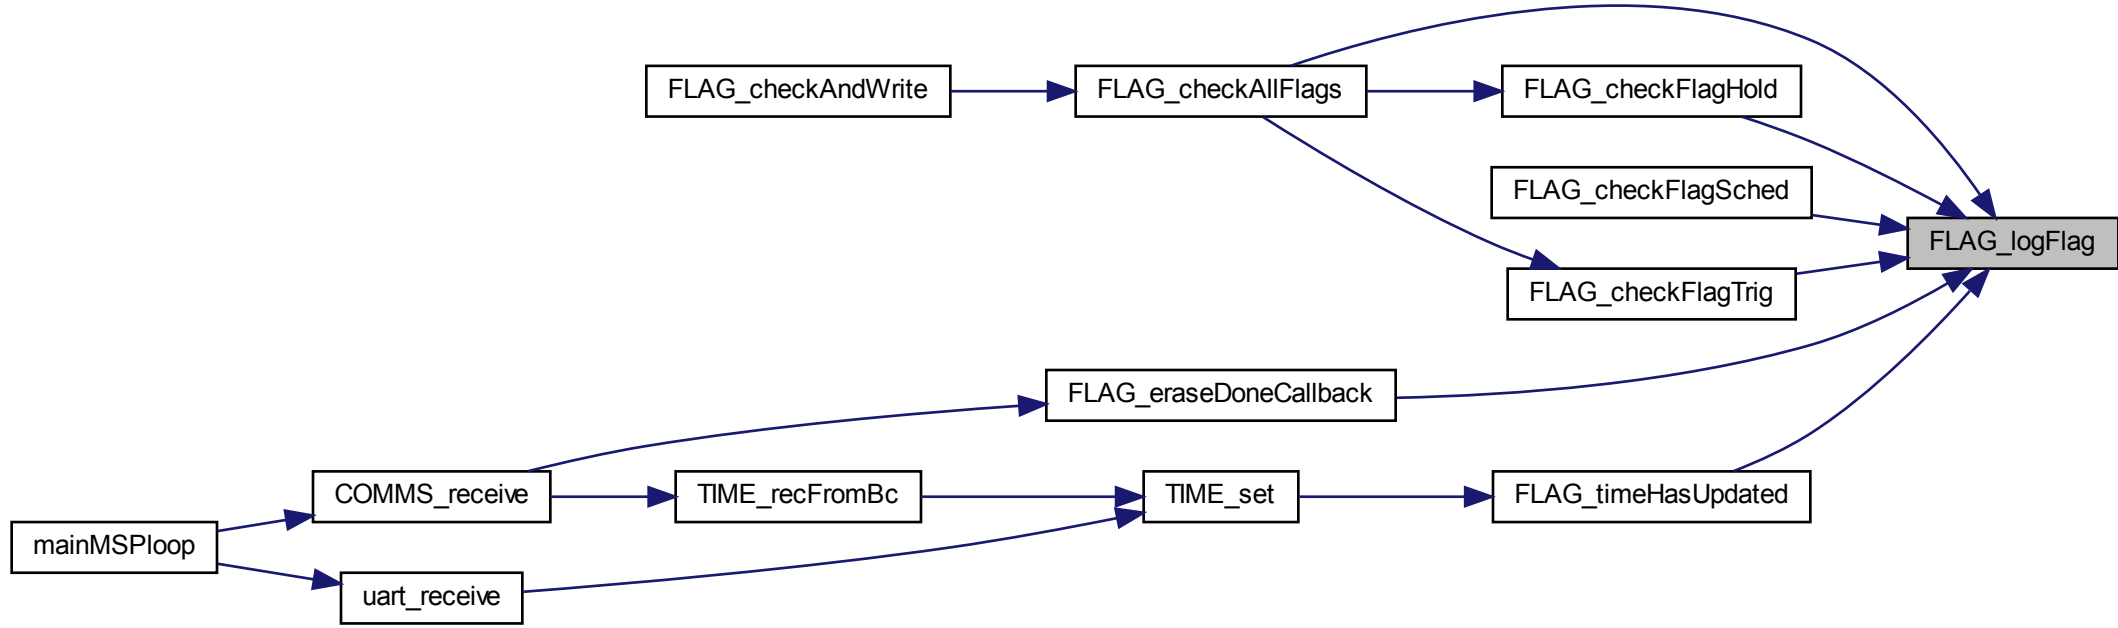 FLAG_checkAndWrite
FLAG_checkAllFlags
FLAG_checkFlagHold
FLAG_checkFlagSched
FLAG_logFlag
FLAG_checkFlagTrig
FLAG_eraseDoneCallback
COMMS_receive
TIME_recFromBc
TIME_set
FLAG_timeHasUpdated
mainMSPloop
uart_receive